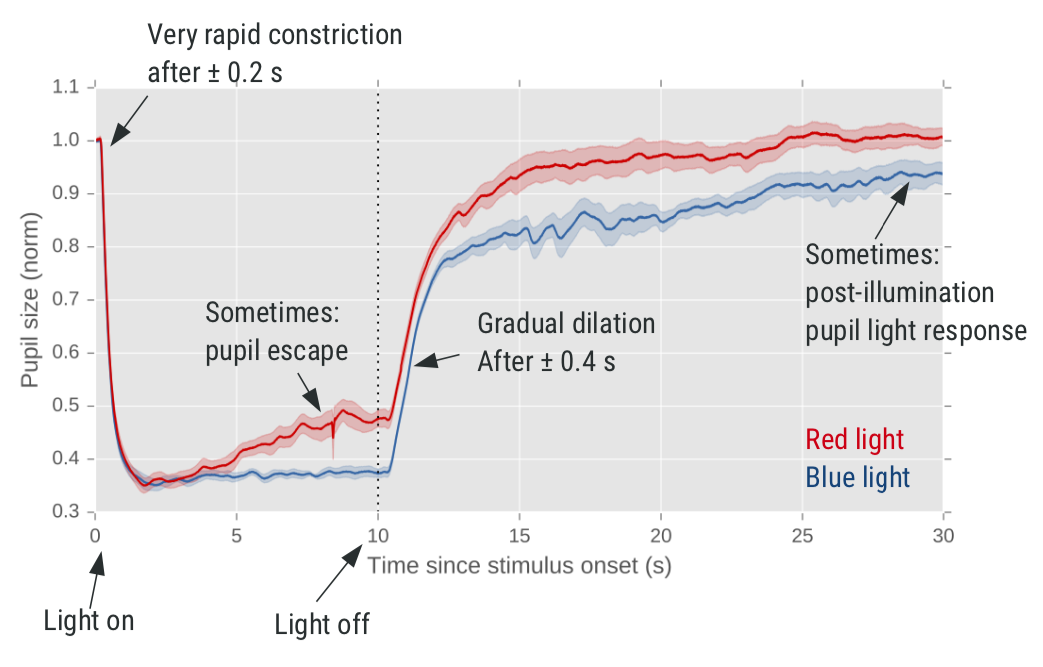 Very rapid constriction
after ± 0.2 s
1.1
1.0
0.9
0.8
0.7
0.6
0.5
0.4
0.3
Pupil size (norm)
Sometimes:
pupil escape
Gradual dilation
After ± 0.4 s
Sometimes:
post-illumination
pupil light response
Red light
Blue light
0 5 10 15 20 25 30
Time since stimulus onset (s)
Light on
Light off